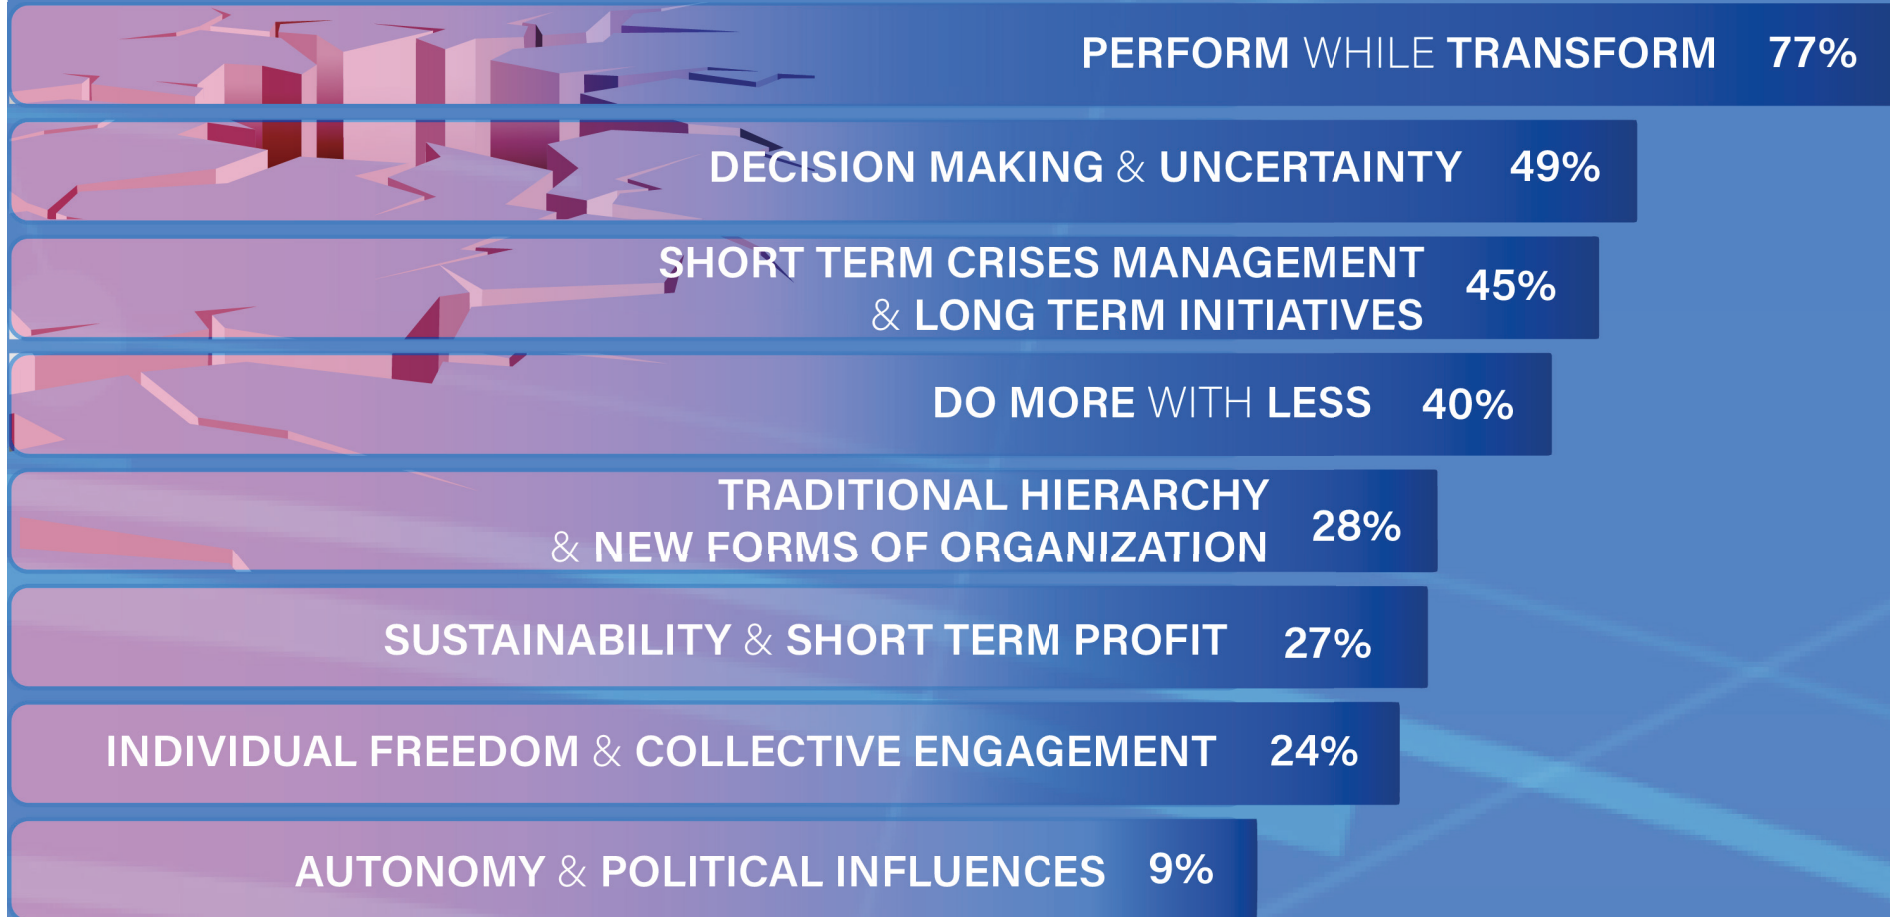 PERFORM WHILE TRANSFORM 77%
DECISION MAKING & UNCERTAINTY 49%
SHORT TERM CRISES MANAGEMENT
& LONG TERM INITIATIVES 45%
DO MORE WITH LESS 40%
TRADITIONAL HIERARCHY
& NEW FORMS OF ORGANIZATION 28%
SUSTAINABILITY & SHORT TERM PROFIT 27%
INDIVIDUAL FREEDOM & COLLECTIVE ENGAGEMENT 24%
AUTONOMY & POLITICAL INFLUENCES 9%